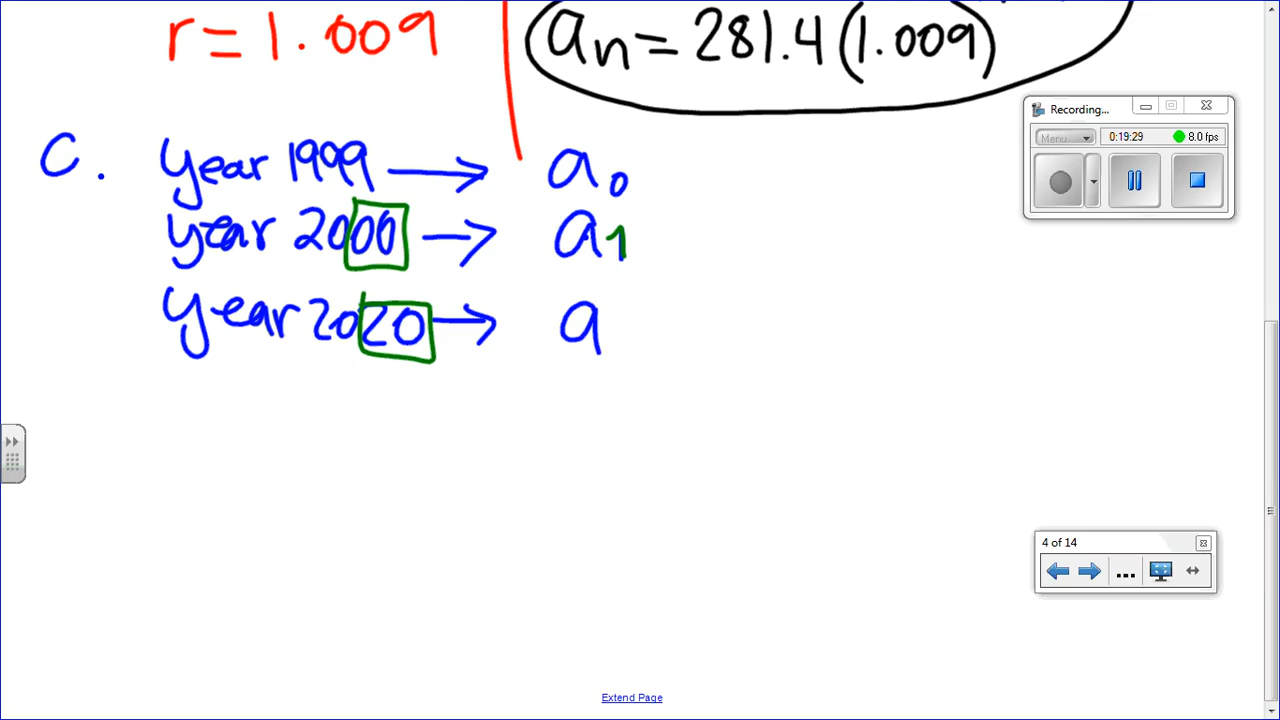 r = 1.009
an = 281.4(1.009)
C. year 1999 → a0
year 2000 → a1
year 2020 → a
Recording...
Menu
0:19:29
8.0 fps
4 of 14
...
Extend Page